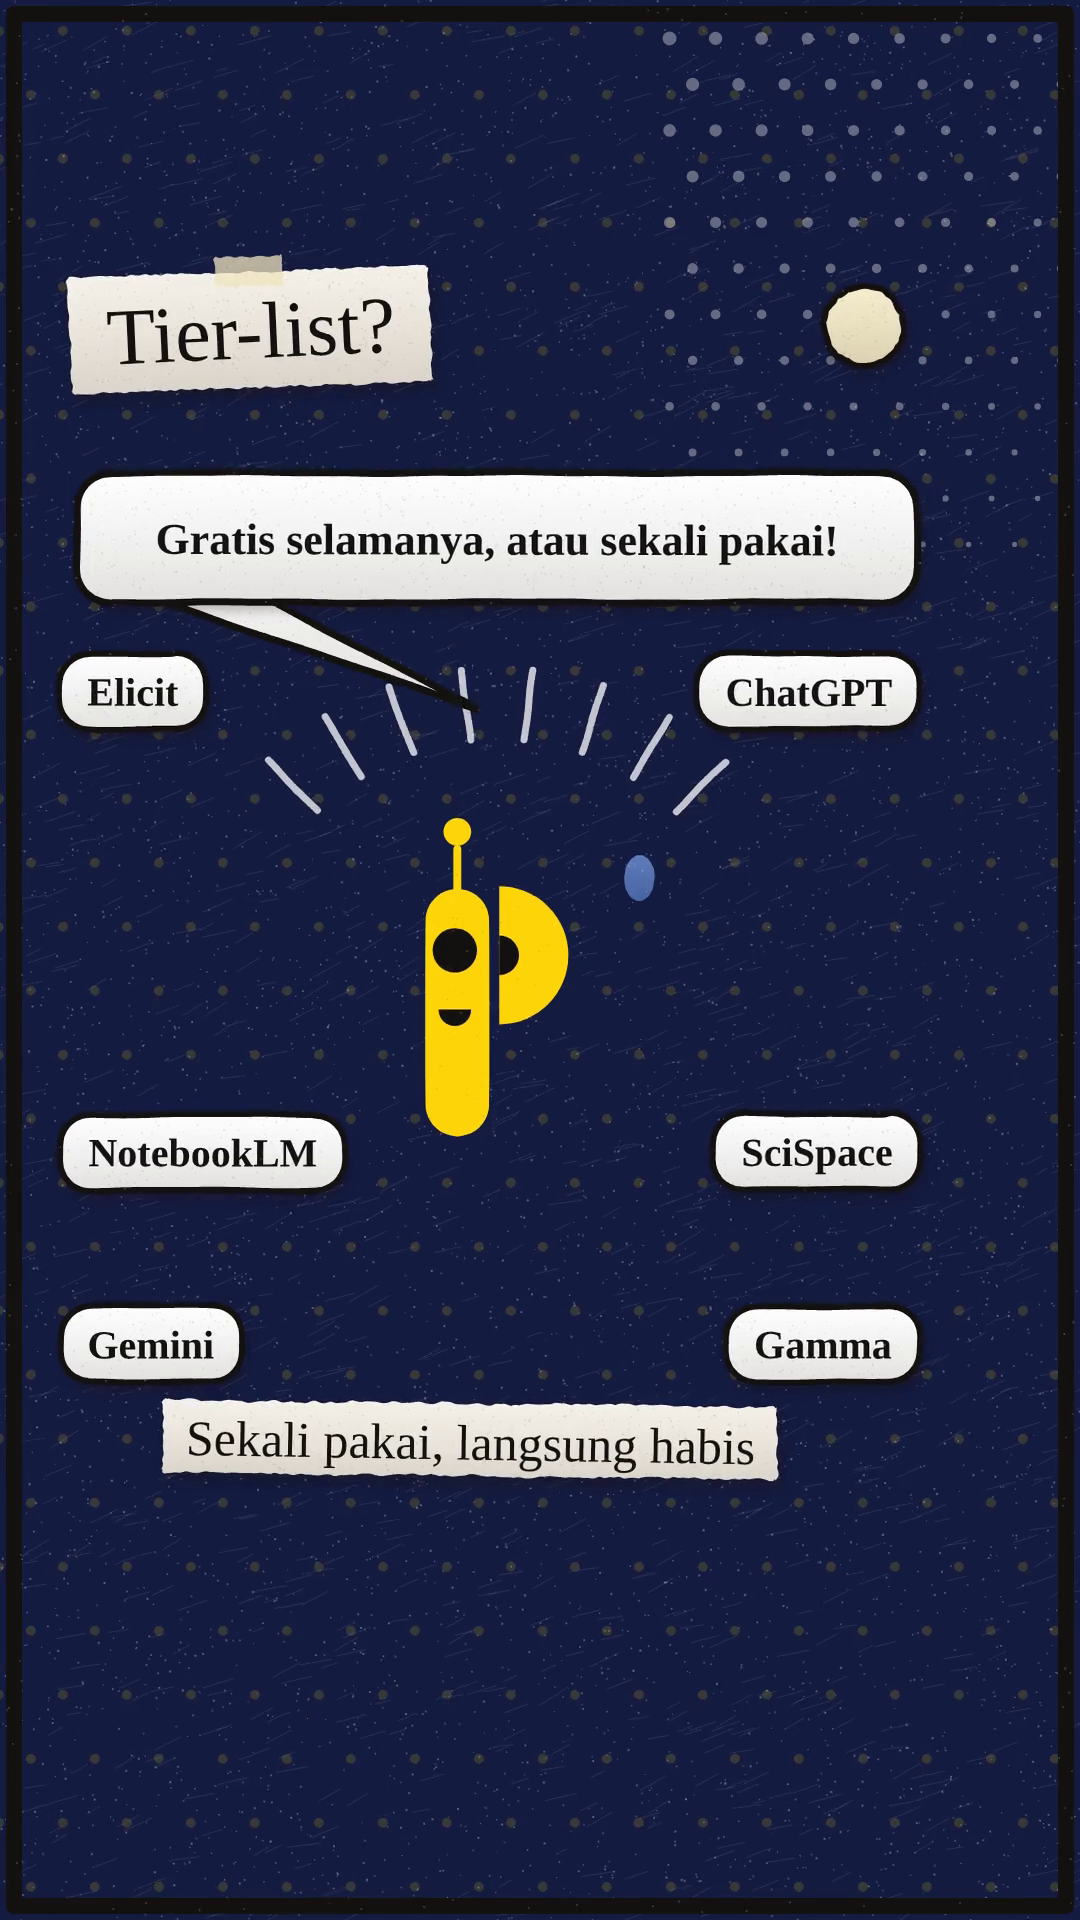 Tier-list?
Gratis selamanya, atau sekali pakai!
Elicit
ChatGPT
NotebookLM
SciSpace
Gemini
Gamma
Sekali pakai, langsung habis